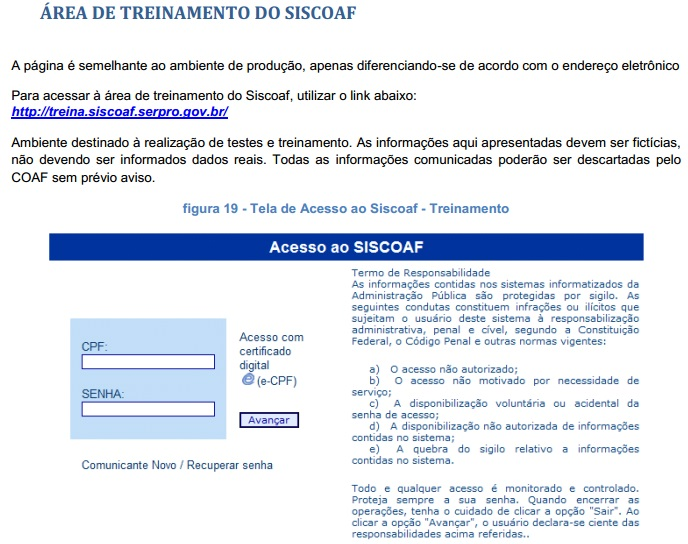 ÁREA DE TREINAMENTO DO SISCOAF
A página é semelhante ao ambiente de produção, apenas diferenciando-se de acordo com o endereço eletrônico
Para acessar à área de treinamento do Siscoaf, utilizar o link abaixo:
http://treina.siscoaf.serpro.gov.br/
Ambiente destinado à realização de testes e treinamento. As informações aqui apresentadas devem ser fictícias,
não devendo ser informados dados reais. Todas as informações comunicadas poderão ser descartadas pelo
COAF sem prévio aviso.
figura 19 - Tela de Acesso ao Siscoaf - Treinamento
Acesso ao SISCOAF
CPF:
SENHA:
Acesso com
certificado
digital
(e-CPF)
Avançar
Comunicante Novo / Recuperar senha
Termo de Responsabilidade
As informações contidas nos sistemas informatizados da
Administração Pública são protegidas por sigilo. As
seguintes condutas constituem infrações ou ilícitos que
sujeitam o usuário deste sistema à responsabilização
administrativa, penal e cível, segundo a Constituição
Federal, o Código Penal e outras normas vigentes:
a) O acesso não autorizado;
b) O acesso não motivado por necessidade de
serviço;
c) A disponibilização voluntária ou acidental da
senha de acesso;
d) A disponibilização não autorizada de informações
contidas no sistema;
e) A quebra do sigilo relativo a informações
contidas no sistema.
Todo e qualquer acesso é monitorado e controlado.
Proteja sempre a sua senha. Quando encerrar as
operações, tenha o cuidado de clicar a opção "Sair". Ao
clicar a opção "Avançar", o usuário declara-se ciente das
responsabilidades acima referidas..